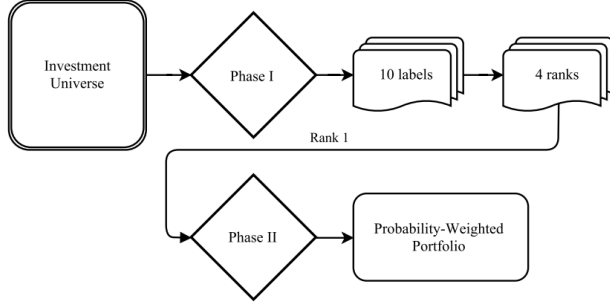 Investment
Universe
Phase I
10 labels
4 ranks
Rank 1
Phase II
Probability-Weighted
Portfolio